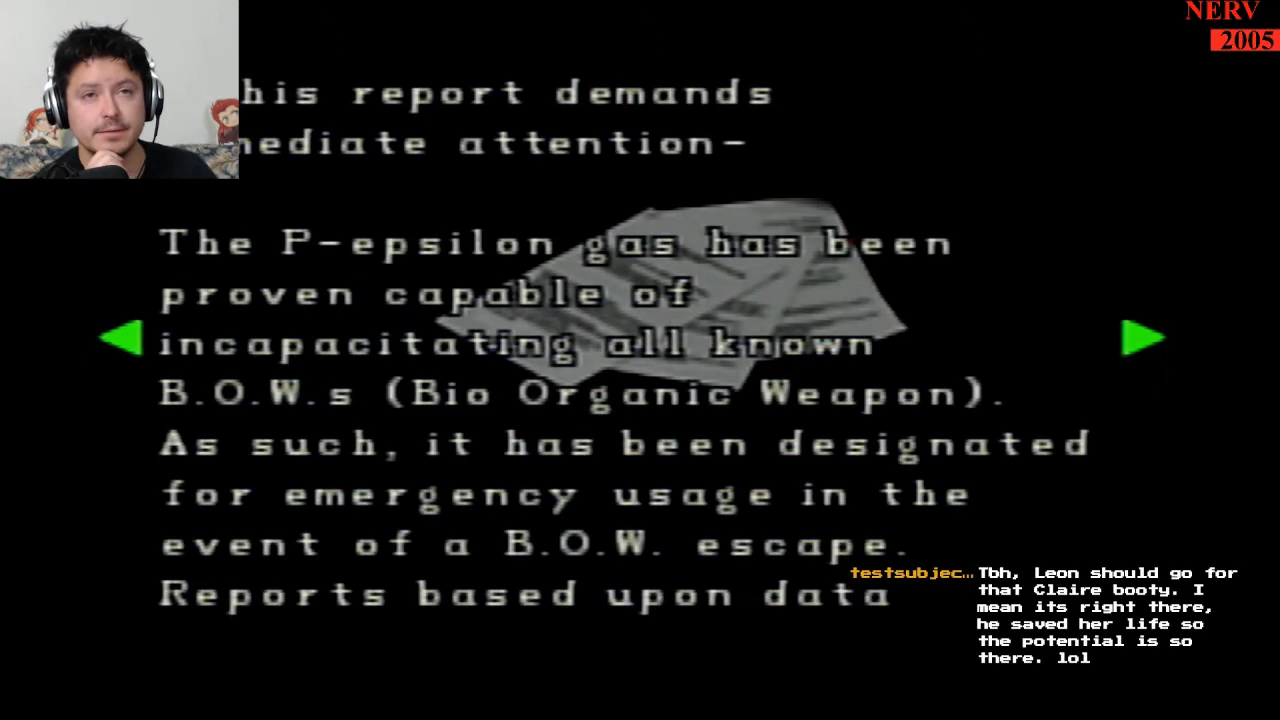 NERV
2005
his report demands
mediate attention-
The P-epsilon gas has been
proven capable of
incapacitating all known
B.O.W.s (Bio Organic Weapon).
As such, it has been designated
for emergency usage in the
event of a B.O.W. escape.
Reports based upon data
testsubjec… Tbh, Leon should go for
that Claire booty. I
mean its right there,
he saved her life so
the potential is so
there. lol